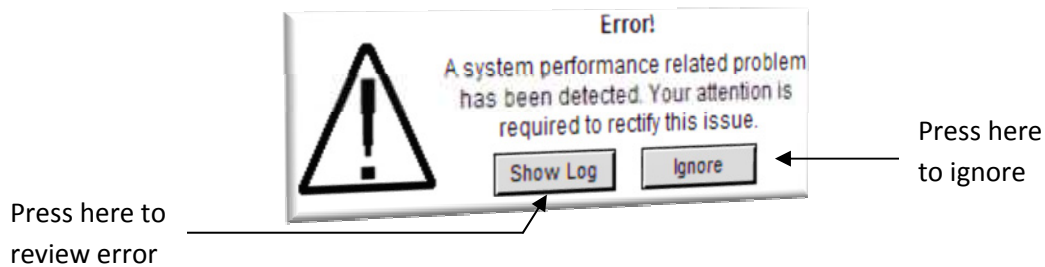 Error!
A system performance related problem
has been detected. Your attention is
required to rectify this issue.
Show Log
Ignore
Press here
to ignore
Press here to
review error